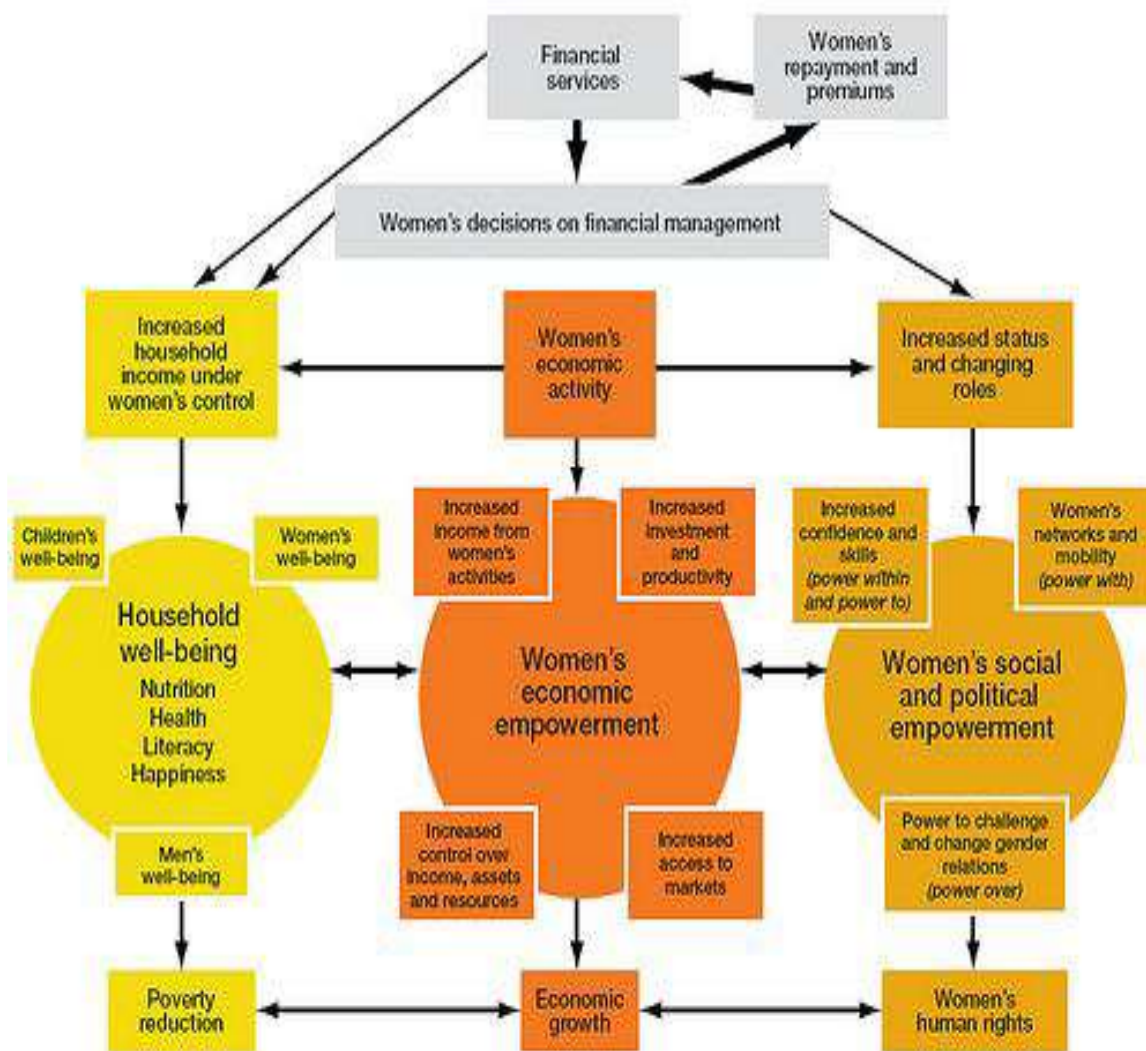 Financial
services
Women's
repayment and
premiums
Women's decisions on financial management
Increased
household
income under
women's control
Women's
economic
activity
Increased status
and changing
roles
Children's
well-being
Women's
well-being
Household
well-being
Nutrition
Health
Literacy
Happiness
Men's
well-being
Increased
income from
women's
activities
Increased
investment
and
productivity
Women's
economic
empowerment
Increased
control over
income, assets
and resources
Increased
access to
markets
Increased
confidence and
skills
(power within
and power to)
Women's
networks and
mobility
(power with)
Women's social
and political
empowerment
Power to challenge
and change gender
relations
(power over)
Poverty
reduction
Economic
growth
Women's
human rights